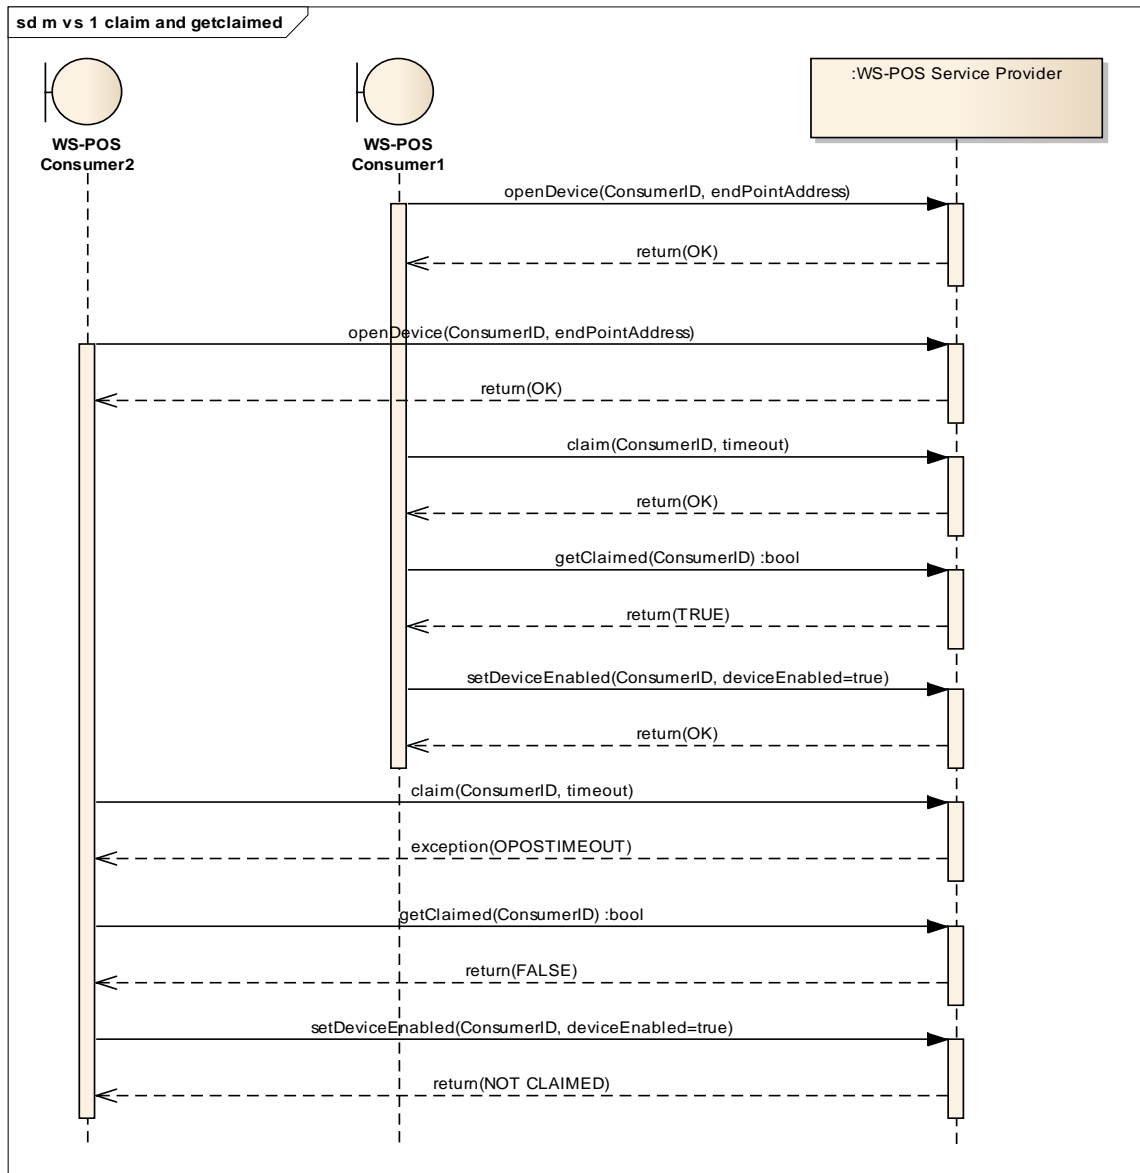 sd m v s 1 claim and getclaimed
:WS-POS Service Provider
WS-POS
Consumer2
WS-POS
Consumer1
openDevice(ConsumerID, endPointAddress)
return(OK)
openDevice(ConsumerID, endPointAddress)
return(OK)
claim(ConsumerID, timeout)
return(OK)
getClaimed(ConsumerID) :bool
return(TRUE)
setDeviceEnabled(ConsumerID, deviceEnabled=true)
return(OK)
claim(ConsumerID, timeout)
exception(OPOSTIMEOUT)
getClaimed(ConsumerID) :bool
return(FALSE)
setDeviceEnabled(ConsumerID, deviceEnabled=true)
return(NOT CLAIMED)